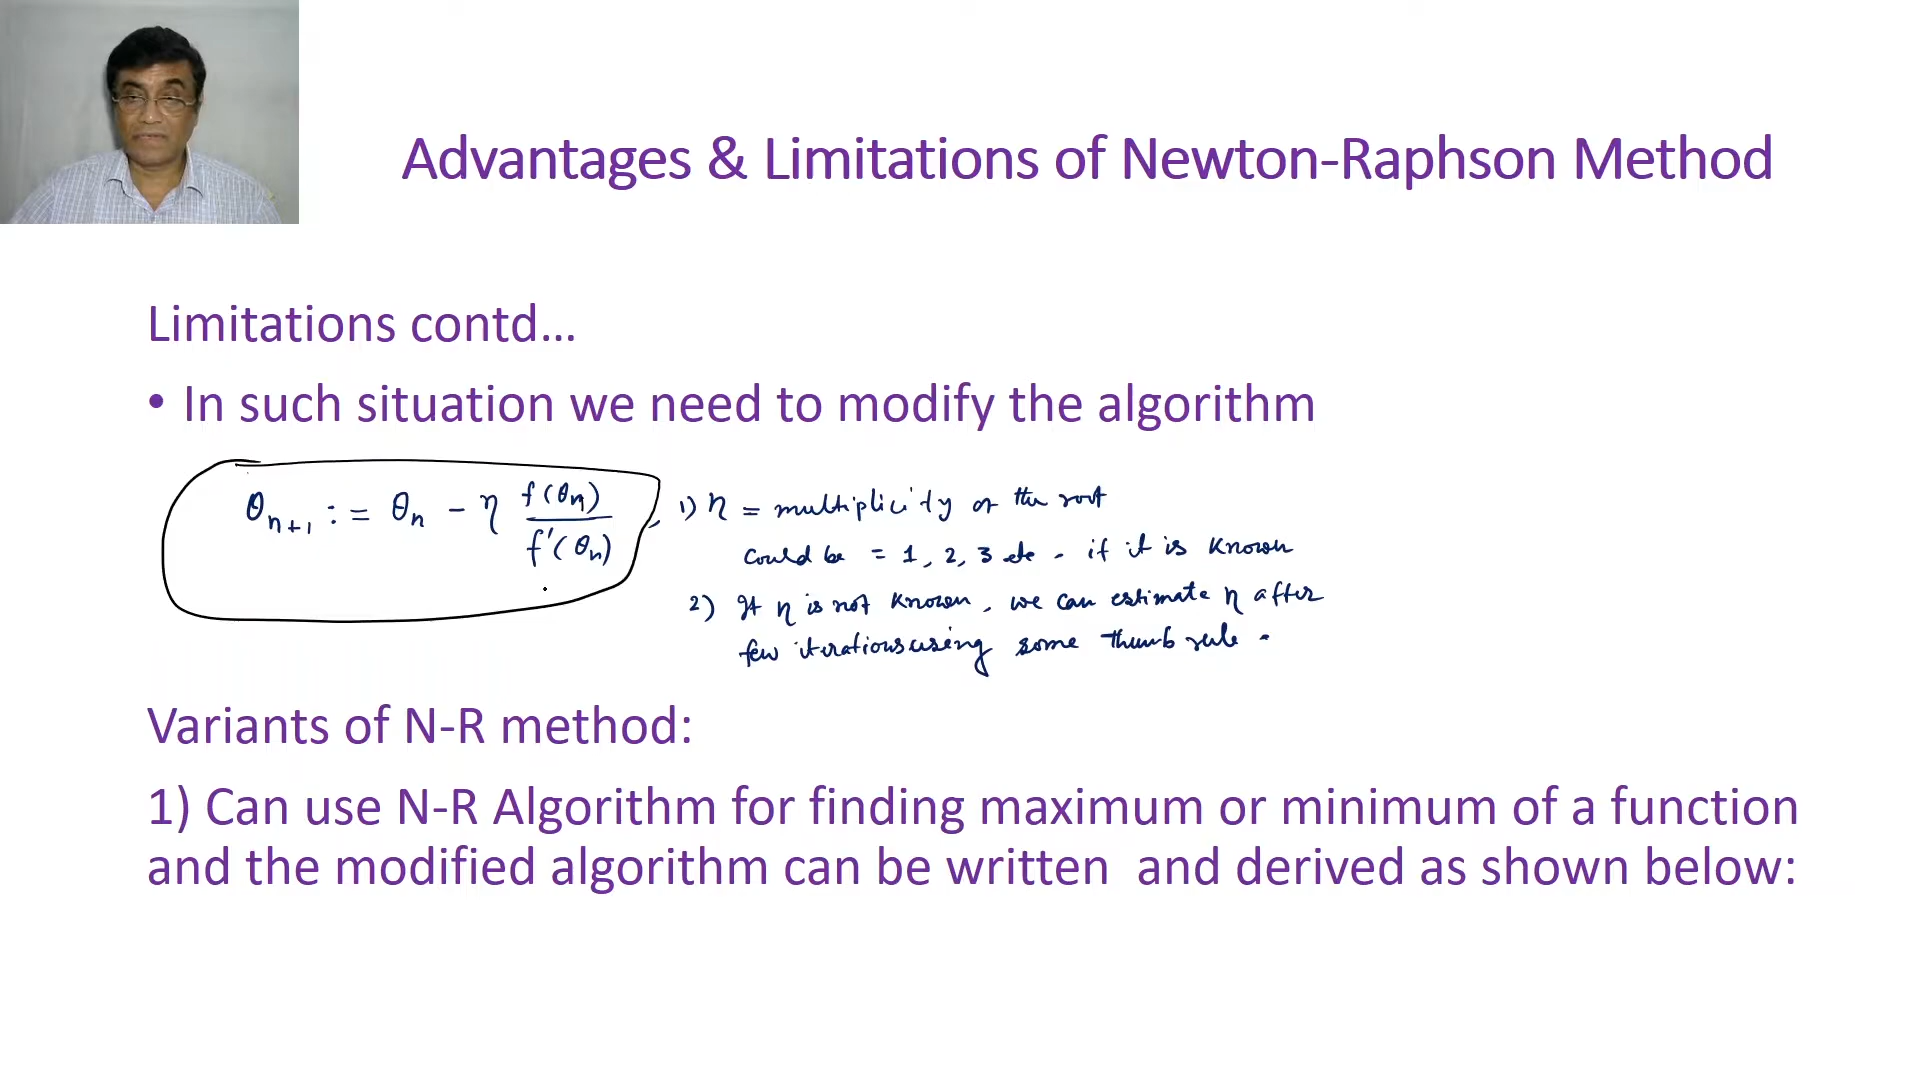 Advantages & Limitations of Newton-Raphson Method
Limitations contd...
• In such situation we need to modify the algorithm
θₙ₊₁ := θₙ - η f(θₙ) / f'(θₙ) , 1) η = multiplicity of the root
could be = 1, 2, 3 etc. if it is known
2) If η is not known, we can estimate η after
few iterations using some thumb rule.
Variants of N-R method:
1) Can use N-R Algorithm for finding maximum or minimum of a function
and the modified algorithm can be written and derived as shown below: